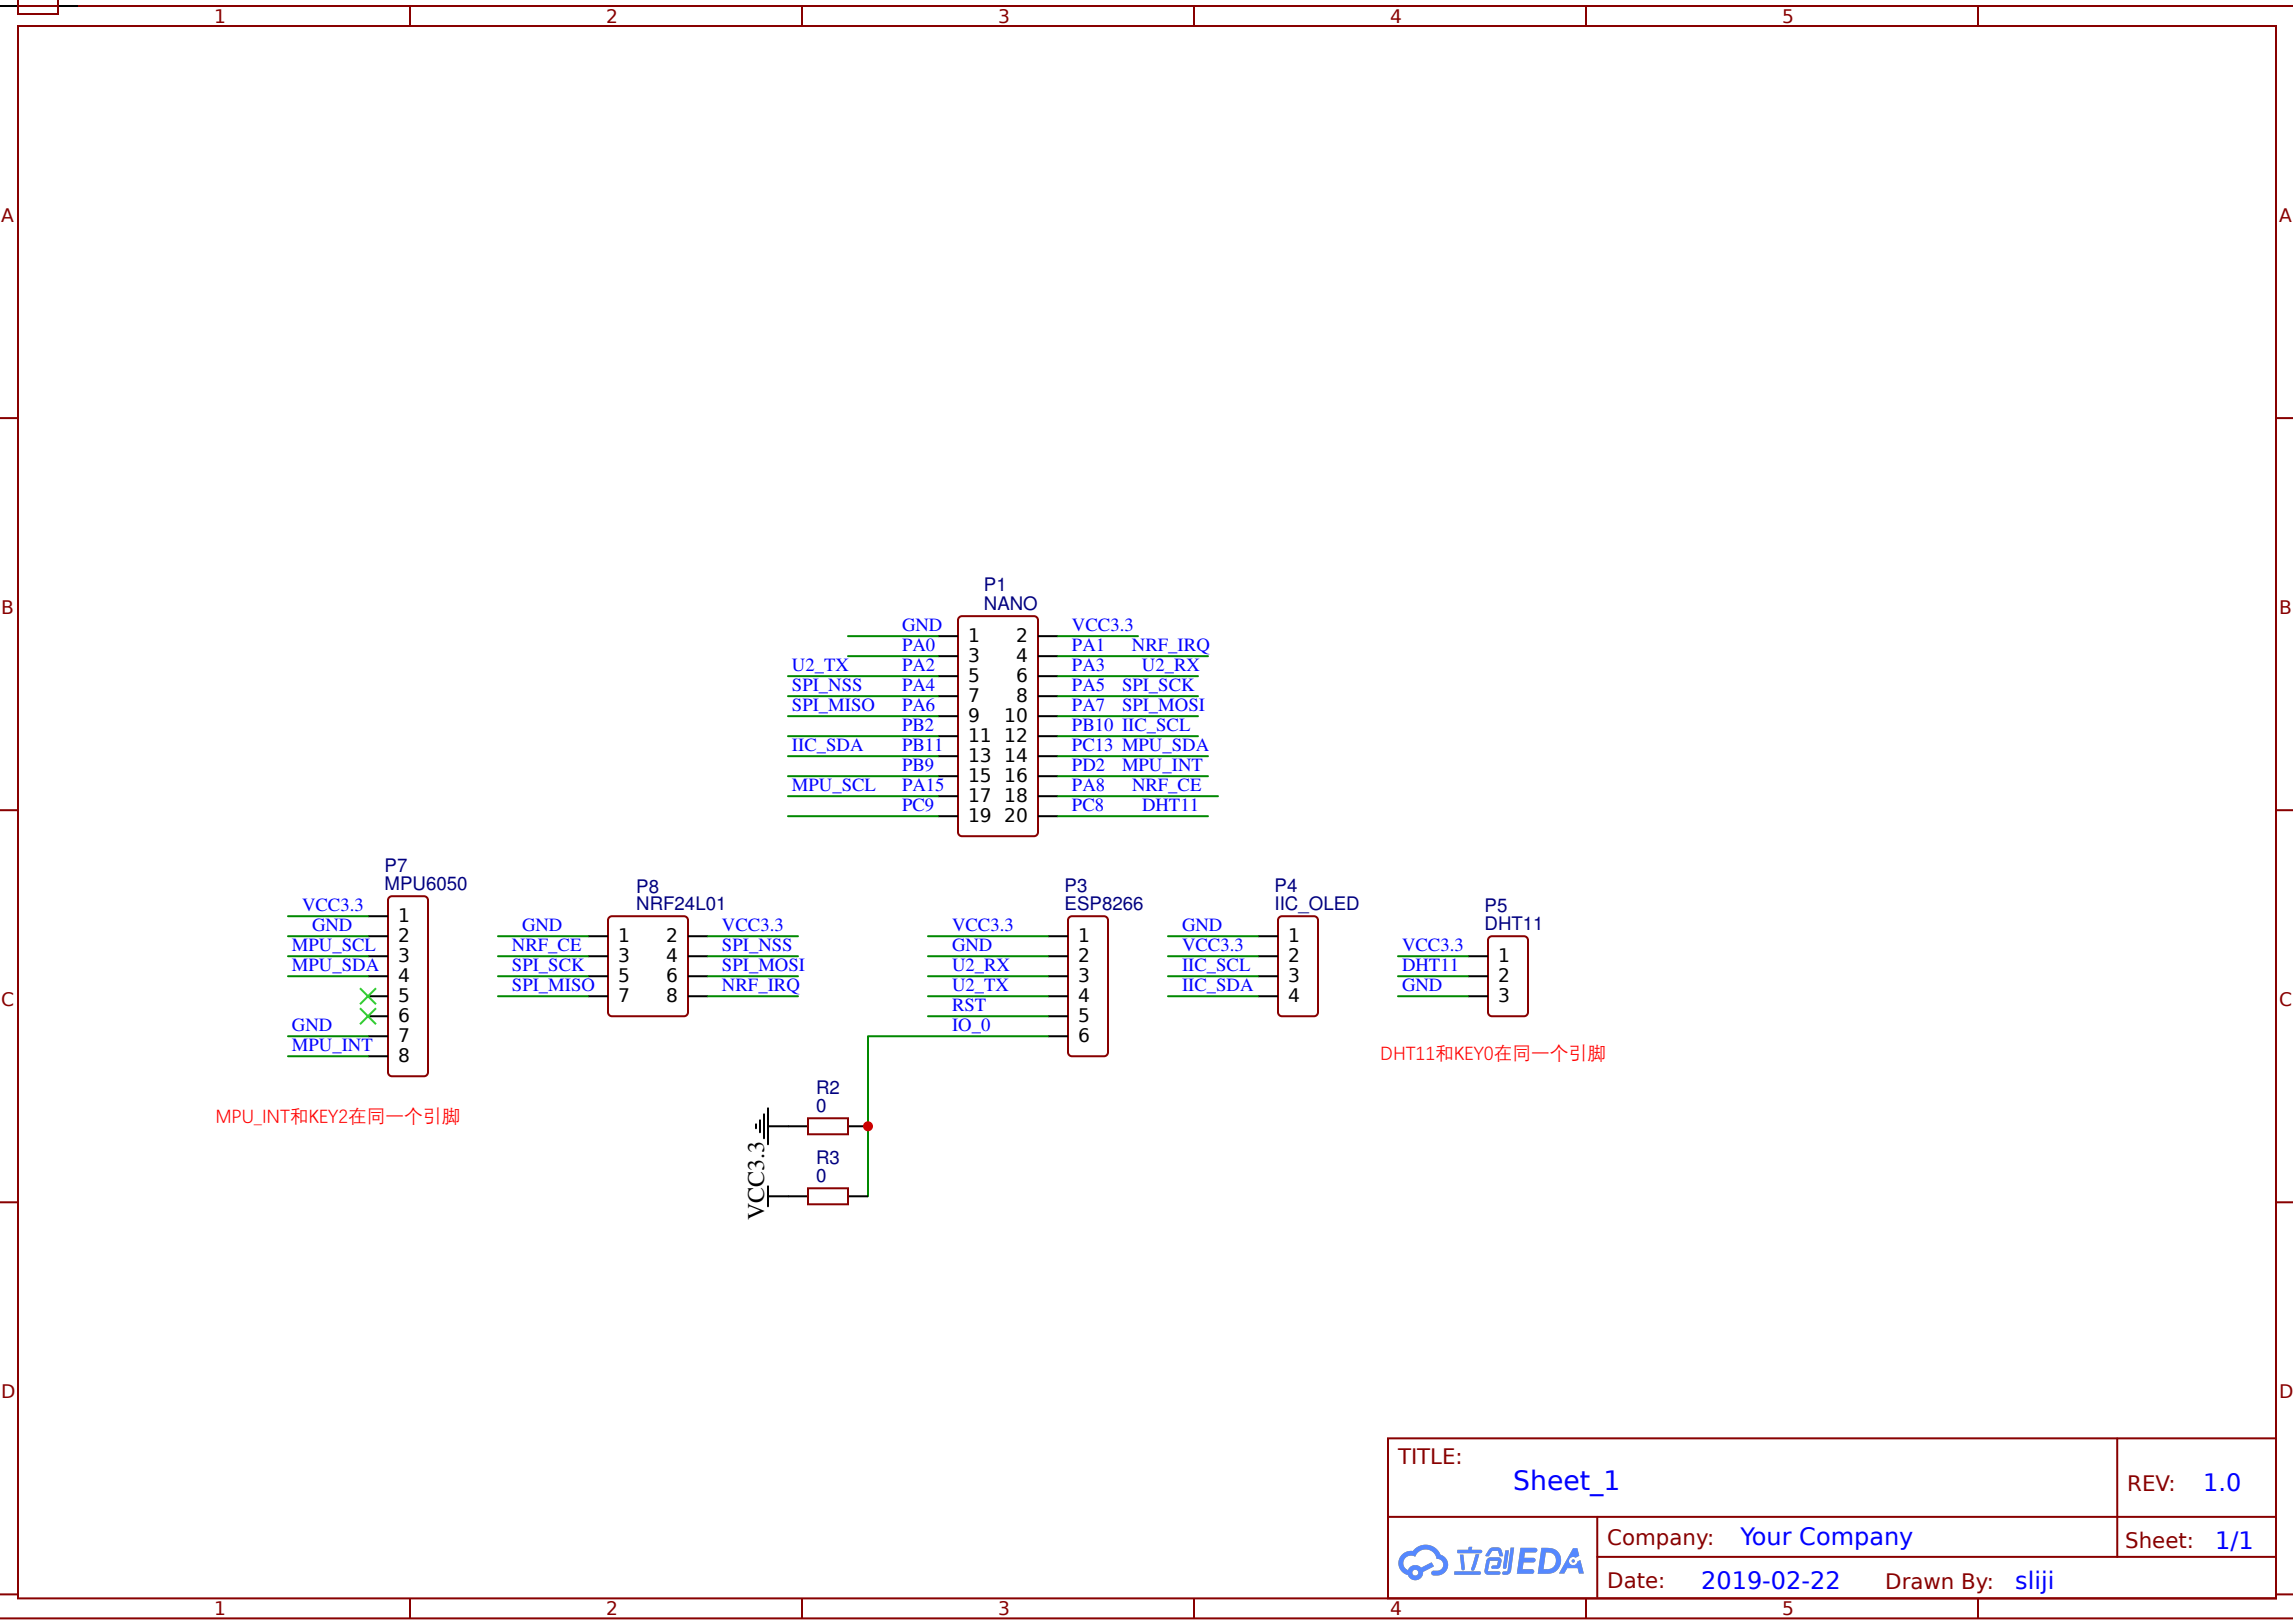 1 2 3 4 5
A A
B B
C C
D D
P1
NANO
GND 1 2 VCC3.3
PA0 3 4 PA1 NRF_IRQ
U2_TX PA2 5 6 PA3 U2_RX
SPI_NSS PA4 7 8 PA5 SPI_SCK
SPI_MISO PA6 9 10 PA7 SPI_MOSI
PB2 11 12 PB10 IIC_SCL
IIC_SDA PB11 13 14 PC13 MPU_SDA
PB9 15 16 PD2 MPU_INT
MPU_SCL PA15 17 18 PA8 NRF_CE
PC9 19 20 PC8 DHT11
P7
MPU6050
VCC3.3 1
GND 2
MPU_SCL 3
MPU_SDA 4
5
6
GND 7
MPU_INT 8
MPU_INT和KEY2在同一个引脚
P8
NRF24L01
GND 1 2 VCC3.3
NRF_CE 3 4 SPI_NSS
SPI_SCK 5 6 SPI_MOSI
SPI_MISO 7 8 NRF_IRQ
P3
ESP8266
VCC3.3 1
GND 2
U2_RX 3
U2_TX 4
RST 5
IO_0 6
R2
0
R3
0
VCC3.3
P4
IIC_OLED
GND 1
VCC3.3 2
IIC_SCL 3
IIC_SDA 4
P5
DHT11
VCC3.3 1
DHT11 2
GND 3
DHT11和KEY0在同一个引脚
TITLE:
Sheet_1
REV: 1.0
立创EDA
Company: Your Company
Sheet: 1/1
Date: 2019-02-22 Drawn By: sliji
1 2 3 4 5